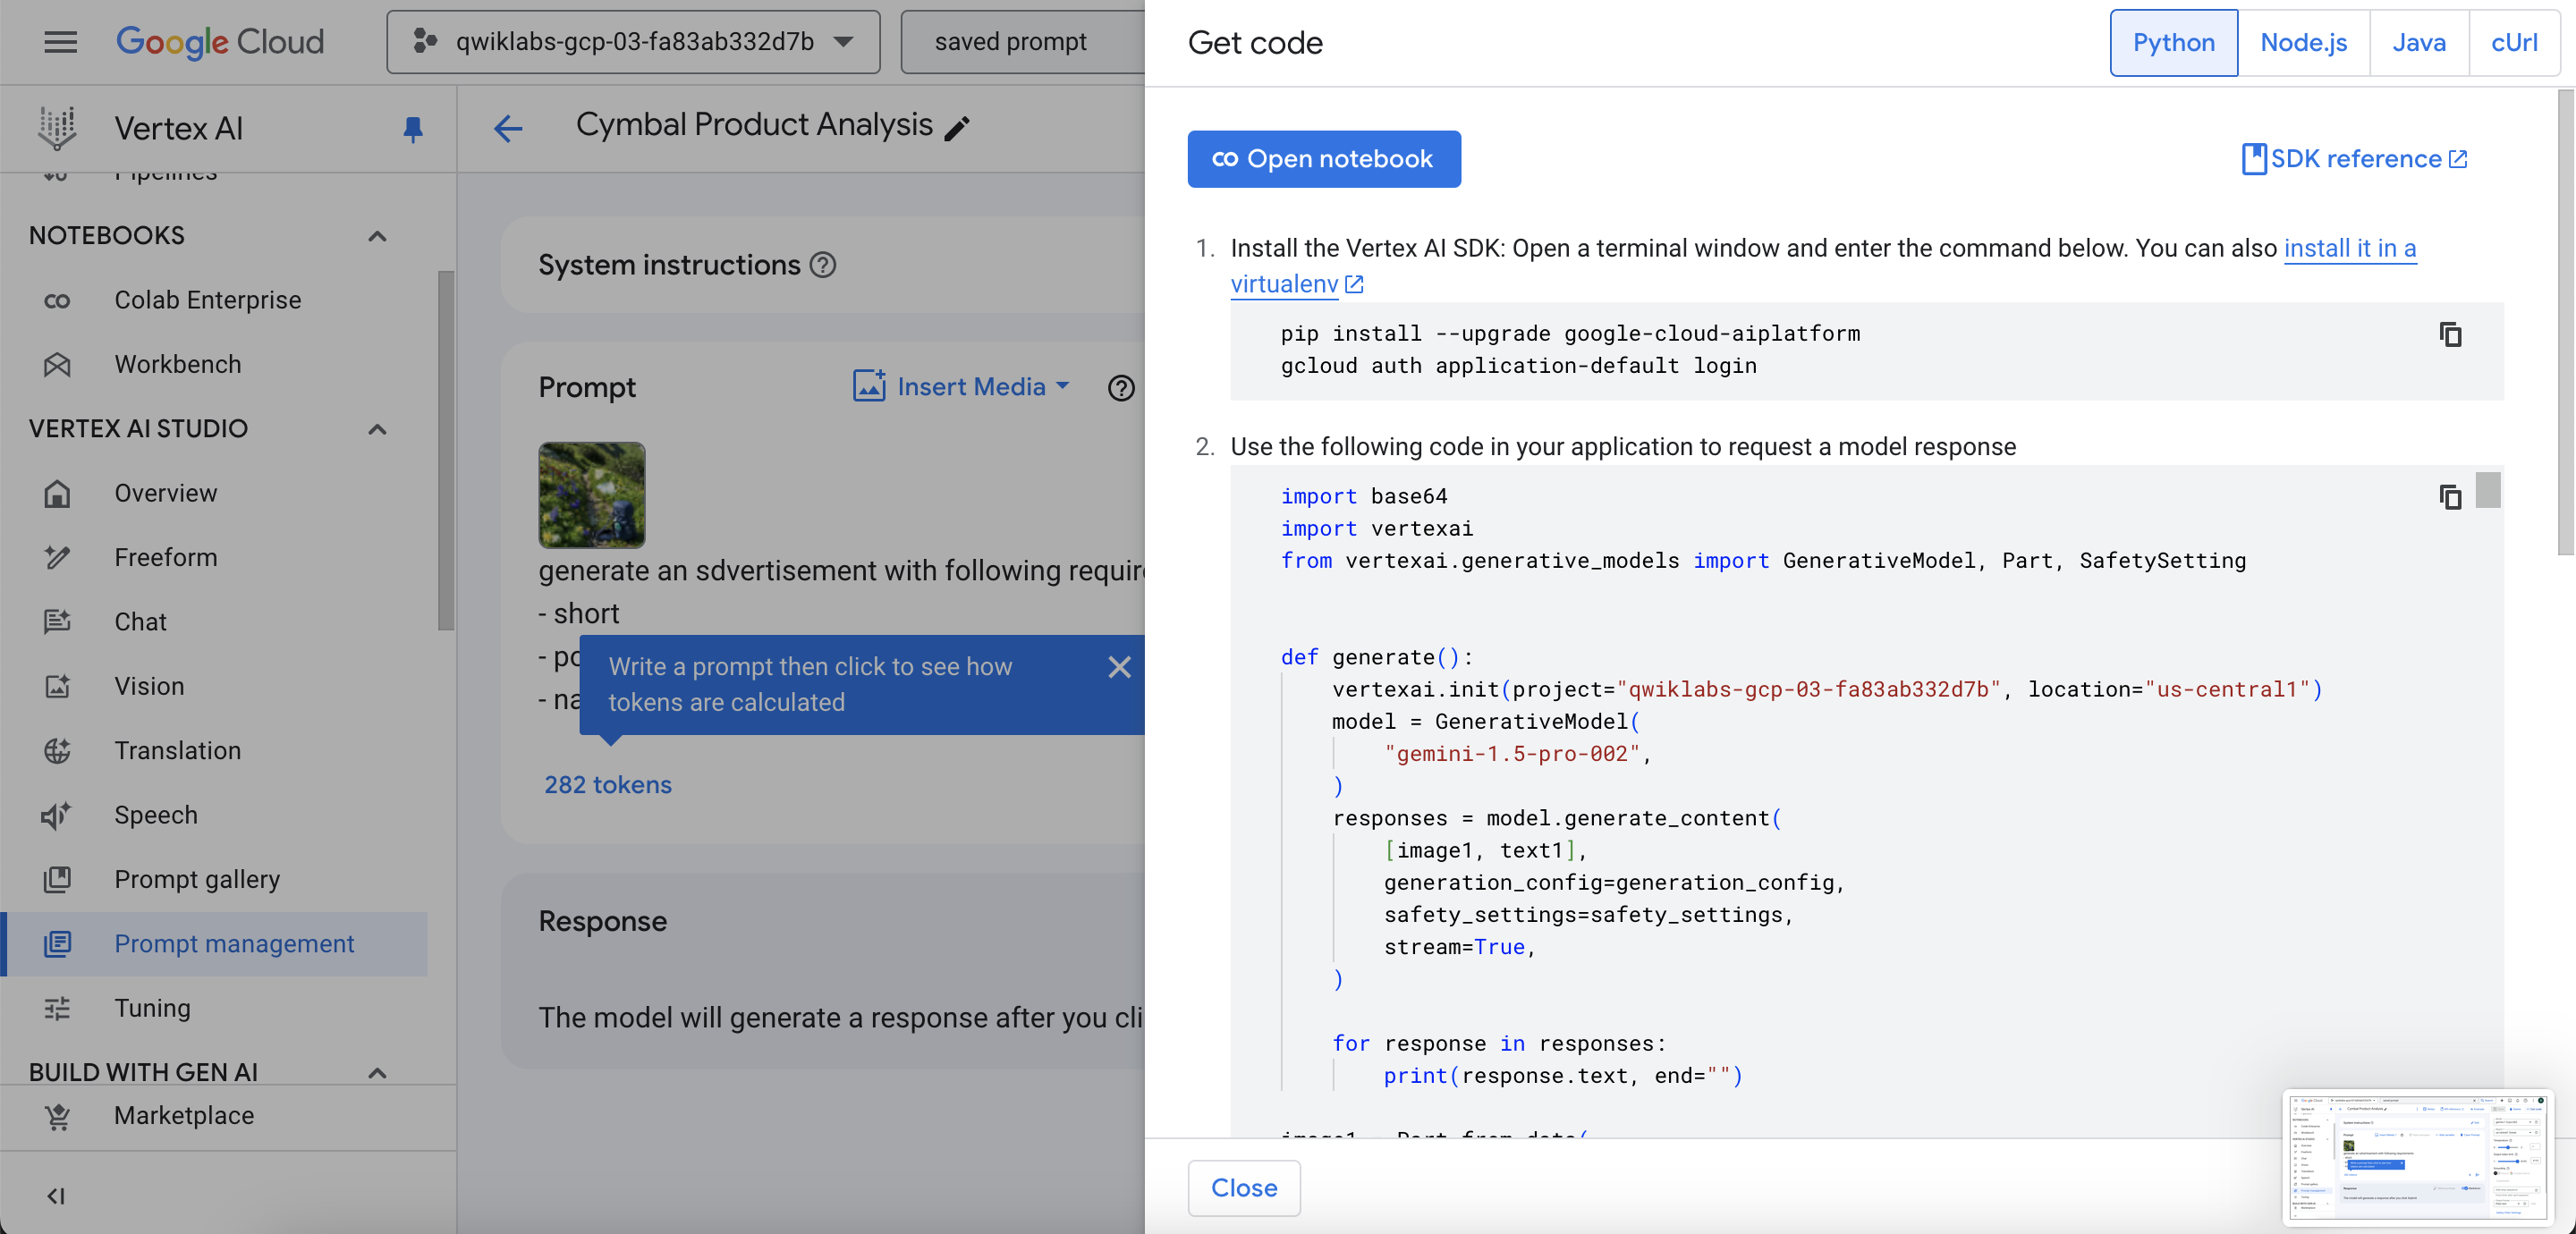 Google Cloud
qwiklabs-gcp-03-fa83ab332d7b
saved prompt
Vertex AI
Pipelines
NOTEBOOKS
Colab Enterprise
Workbench
VERTEX AI STUDIO
Overview
Freeform
Chat
Vision
Translation
Speech
Prompt gallery
Prompt management
Tuning
BUILD WITH GEN AI
Marketplace
Cymbal Product Analysis
System instructions
Prompt
Insert Media
generate an sdvertisement with following
- short
Write a prompt then click to see how
tokens are calculated
282 tokens
Response
The model will generate a response after you
Get code
Python
Node.js
Java
cUrl
Open notebook
SDK reference
1. Install the Vertex AI SDK: Open a terminal window and enter the command below. You can also install it in a
virtualenv
pip install --upgrade google-cloud-aiplatform
gcloud auth application-default login
2. Use the following code in your application to request a model response
import base64
import vertexai
from vertexai.generative_models import GenerativeModel, Part, SafetySetting
def generate():
vertexai.init(project="qwiklabs-gcp-03-fa83ab332d7b", location="us-central1")
model = GenerativeModel(
"gemini-1.5-pro-002",
)
responses = model.generate_content(
[image1, text1],
generation_config=generation_config,
safety_settings=safety_settings,
stream=True,
)
for response in responses:
print(response.text, end="")
image1 = Part.from_data(
Close